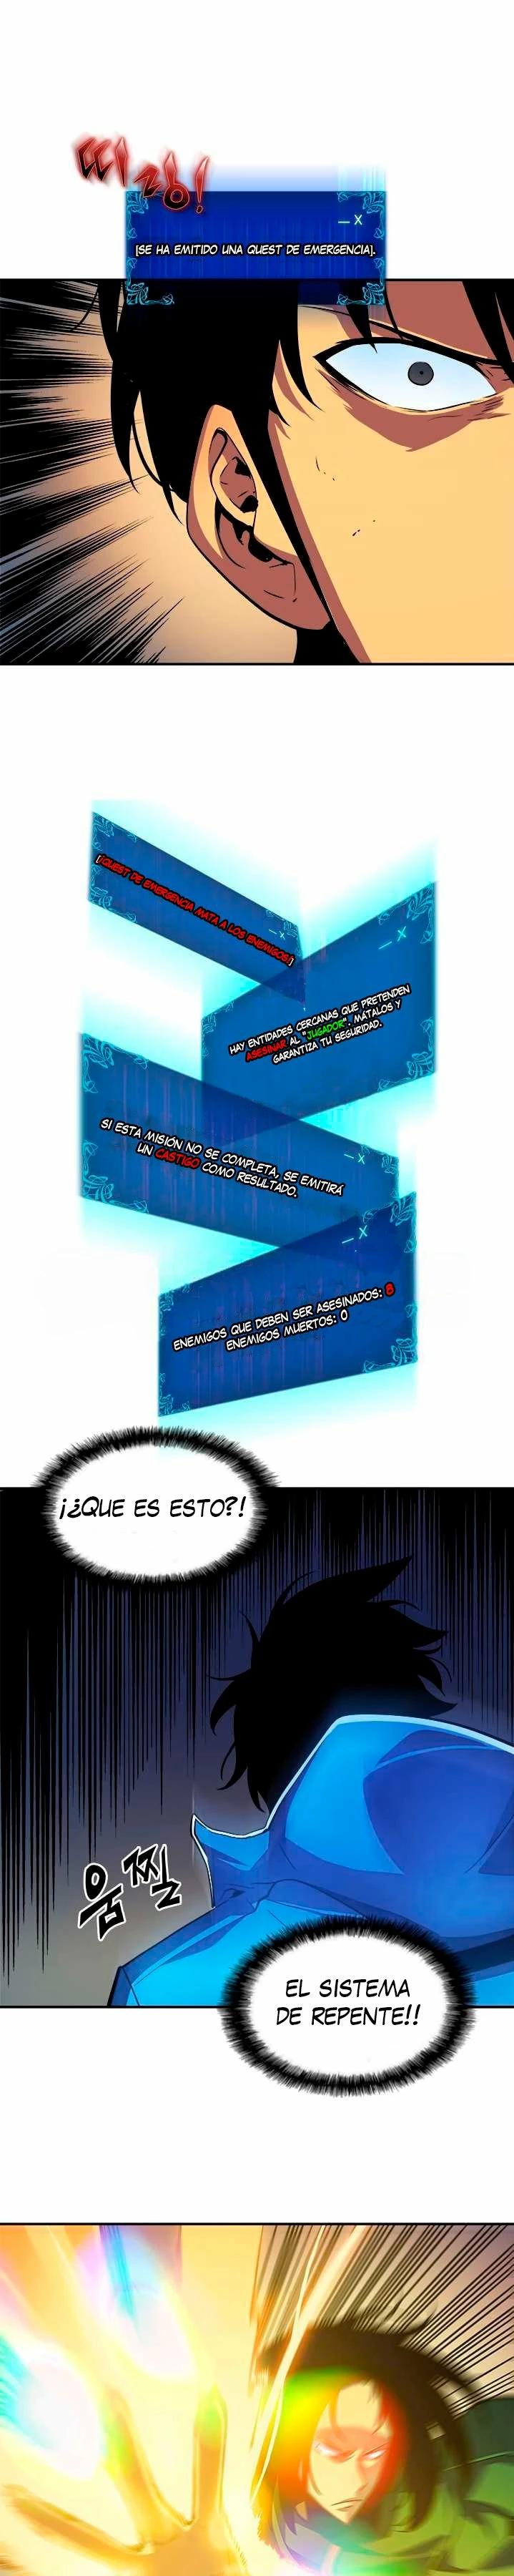 띠링!
— X
[SE HA EMITIDO UNA QUEST DE EMERGENCIA].
[¡QUEST DE EMERGENCIA MATA A LOS ENEMIGOS!]
— X
— X
HAY ENTIDADES CERCANAS QUE PRETENDEN
ASESINAR AL "JUGADOR". MÁTALOS Y
GARANTIZA TU SEGURIDAD.
— X
SI ESTA MISIÓN NO SE COMPLETA, SE EMITIRÁ
UN CASTIGO COMO RESULTADO.
— X
ENEMIGOS QUE DEBEN SER ASESINADOS: 8
ENEMIGOS MUERTOS: 0
¡¿QUE ES ESTO?!
움찔
EL SISTEMA
DE REPENTE!!